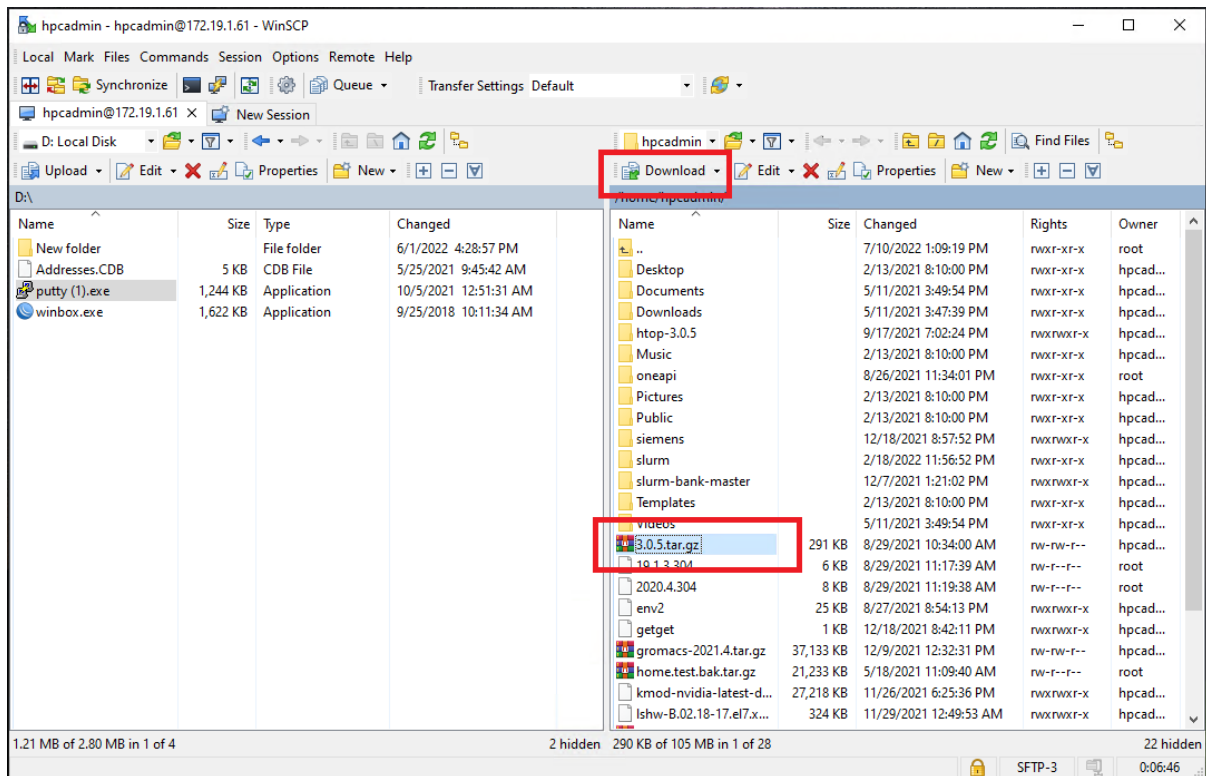 hpcadmin - hpcadmin@172.19.1.61 - WinSCP
Local Mark Files Commands Session Options Remote Help
Synchronize Queue Transfer Settings Default
hpcadmin@172.19.1.61 New Session
D: Local Disk
Upload Edit Properties New
D:\
Name Size Type Changed
New folder File folder 6/1/2022 4:28:57 PM
Addresses.CDB 5 KB CDB File 5/25/2021 9:45:42 AM
putty (1).exe 1,244 KB Application 10/5/2021 12:51:31 AM
winbox.exe 1,622 KB Application 9/25/2018 10:11:34 AM
1.21 MB of 2.80 MB in 1 of 4 2 hidden
hpcadmin Find Files
Download Edit Properties New
/home/hpcadmin/
Name Size Changed Rights Owner
.. 7/10/2022 1:09:19 PM rwxr-xr-x root
Desktop 2/13/2021 8:10:00 PM rwxr-xr-x hpcad...
Documents 5/11/2021 3:49:54 PM rwxr-xr-x hpcad...
Downloads 5/11/2021 3:47:39 PM rwxr-xr-x hpcad...
htop-3.0.5 9/17/2021 7:02:24 PM rwxrwxr-x hpcad...
Music 2/13/2021 8:10:00 PM rwxr-xr-x hpcad...
oneapi 8/26/2021 11:34:01 PM rwxr-xr-x root
Pictures 2/13/2021 8:10:00 PM rwxr-xr-x hpcad...
Public 2/13/2021 8:10:00 PM rwxr-xr-x hpcad...
siemens 12/18/2021 8:57:52 PM rwxrwxr-x hpcad...
slurm 2/18/2022 11:56:52 PM rwxr-xr-x hpcad...
slurm-bank-master 12/7/2021 1:21:02 PM rwxrwxr-x hpcad...
Templates 2/13/2021 8:10:00 PM rwxr-xr-x hpcad...
Videos 5/11/2021 3:49:54 PM rwxr-xr-x hpcad...
3.0.5.tar.gz 291 KB 8/29/2021 10:34:00 AM rw-rw-r-- hpcad...
19.1.3.304 6 KB 8/29/2021 11:17:39 AM rw-r--r-- root
2020.4.304 8 KB 8/29/2021 11:19:38 AM rw-r--r-- root
env2 25 KB 8/27/2021 8:54:13 PM rwxrwxr-x hpcad...
getget 1 KB 12/18/2021 8:42:11 PM rwxrwxr-x hpcad...
gromacs-2021.4.tar.gz 37,133 KB 12/9/2021 12:32:31 PM rw-rw-r-- hpcad...
home.test.bak.tar.gz 21,233 KB 5/18/2021 11:09:40 AM rw-r--r-- root
kmod-nvidia-latest-d... 27,218 KB 11/26/2021 6:25:36 PM rwxrwxr-x hpcad...
lshw-B.02.18-17.el7.x... 324 KB 11/29/2021 12:49:53 AM rwxrwxr-x hpcad...
290 KB of 105 MB in 1 of 28 22 hidden
SFTP-3 0:06:46